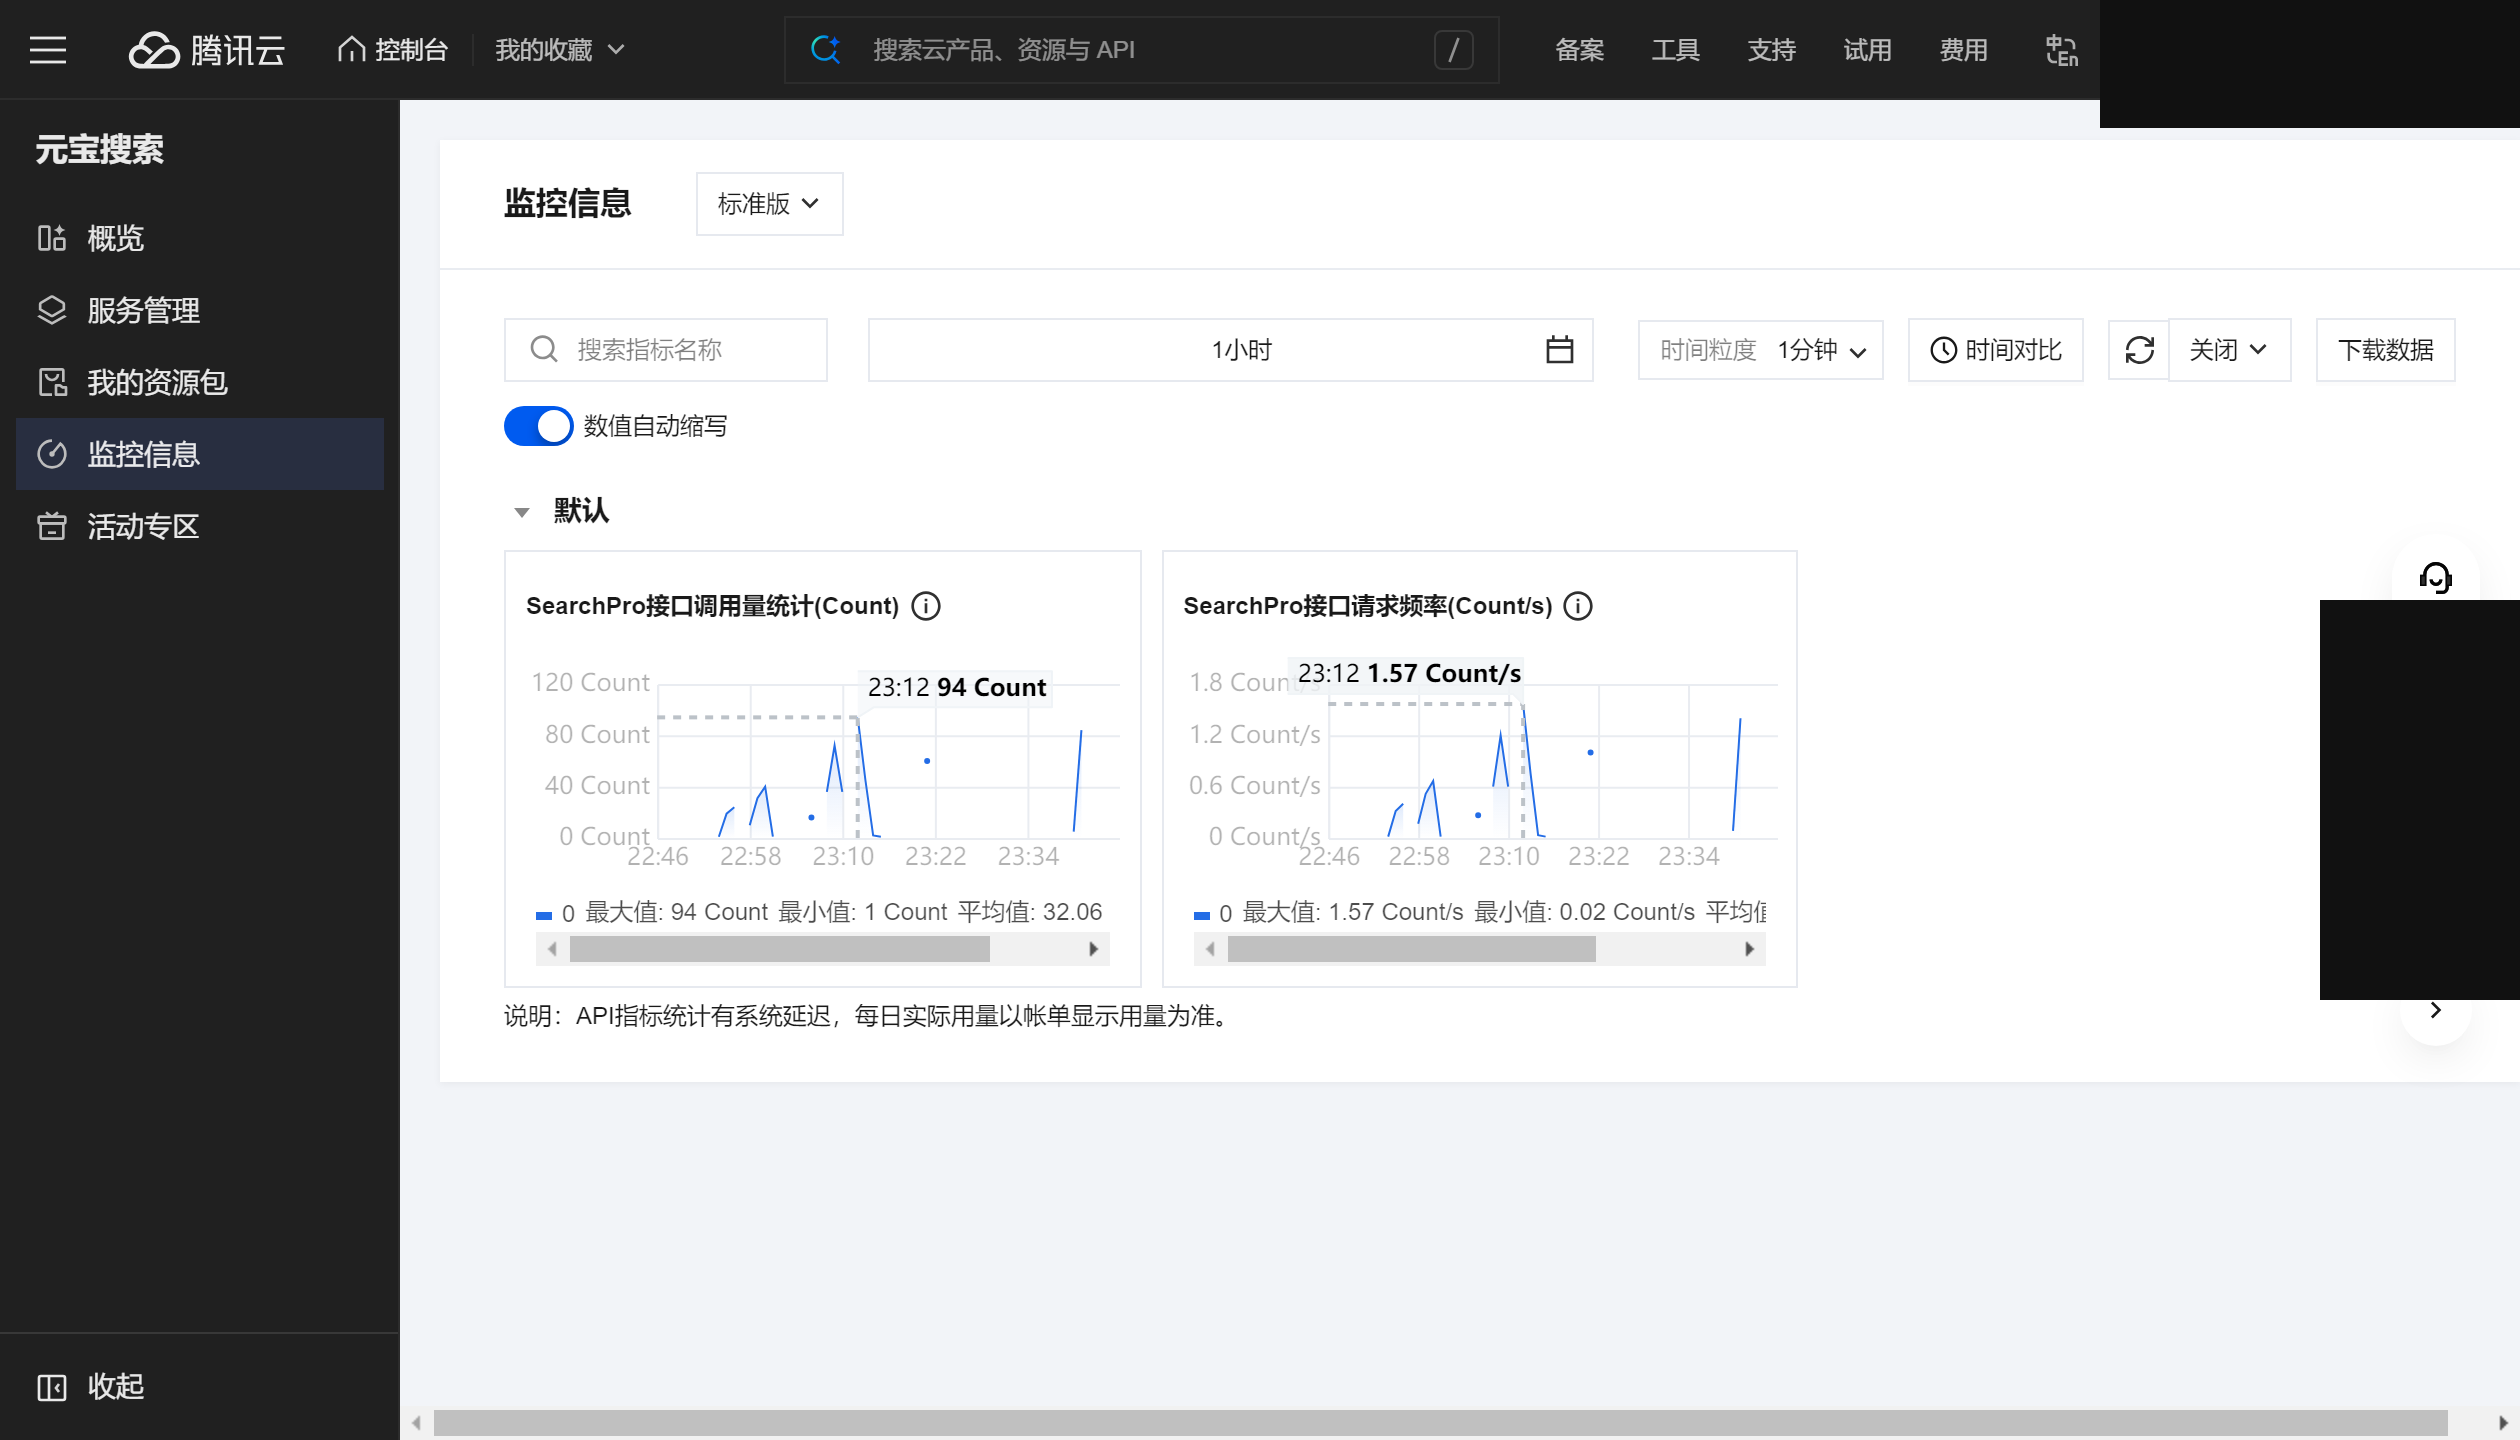 腾讯云
控制台
我的收藏
搜索云产品、资源与 API
/
备案
工具
支持
试用
费用
中 En
元宝搜索
概览
服务管理
我的资源包
监控信息
活动专区
收起
监控信息
标准版
搜索指标名称
1小时
时间粒度 1分钟
时间对比
关闭
下载数据
数值自动缩写
默认
SearchPro接口调用量统计(Count)
23:12 94 Count
120 Count
80 Count
40 Count
0 Count
22:46 22:58 23:10 23:22 23:34
0 最大值: 94 Count 最小值: 1 Count 平均值: 32.06
SearchPro接口请求频率(Count/s)
23:12 1.57 Count/s
1.8 Count/s
1.2 Count/s
0.6 Count/s
0 Count/s
22:46 22:58 23:10 23:22 23:34
0 最大值: 1.57 Count/s 最小值: 0.02 Count/s 平均值
说明：API指标统计有系统延迟，每日实际用量以帐单显示用量为准。